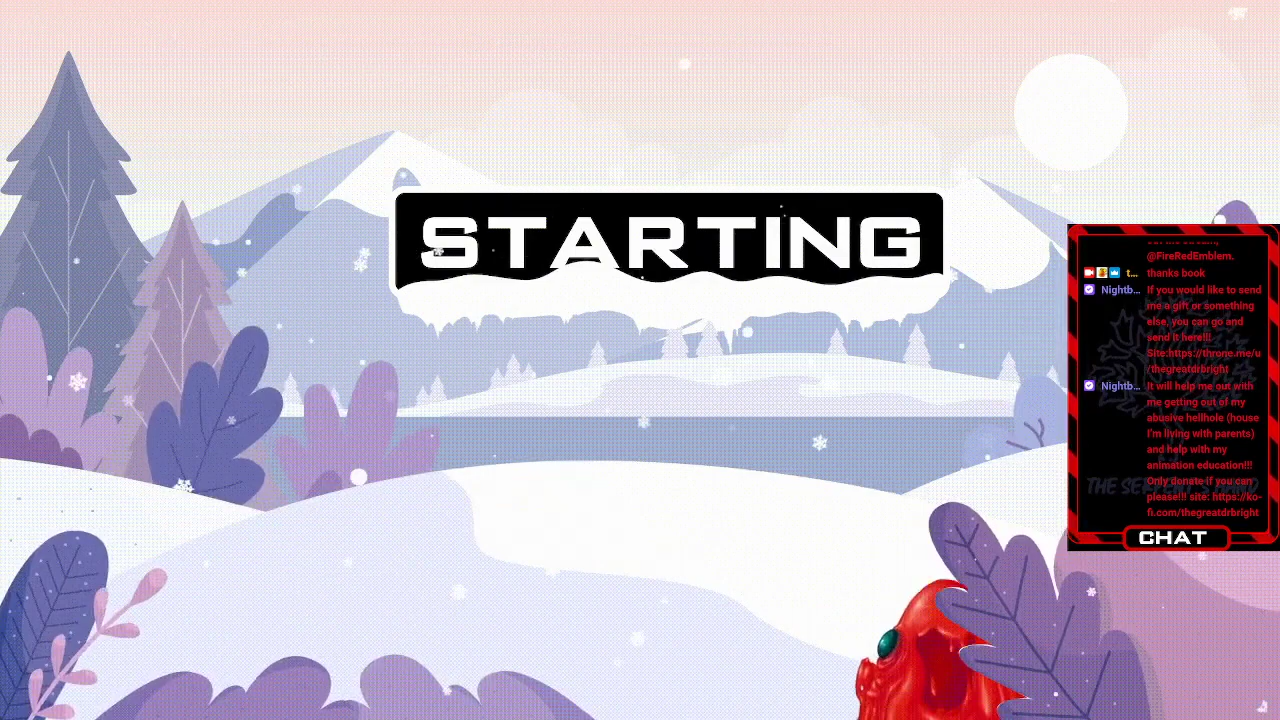 STARTING
@FireRedEmblem.
t... thanks book
Nightb... If you would like to send
me a gift or something
else, you can go and
send it here!!!
Site:https://throne.me/u
/thegreatdrbright
Nightb... It will help me out with
me getting out of my
abusive hellhole (house
I'm living with parents)
and help with my
animation education!!!
Only donate if you can
please!!! site: https://ko-
fi.com/thegreatdrbright
THE SERPENT'S HAND
CHAT